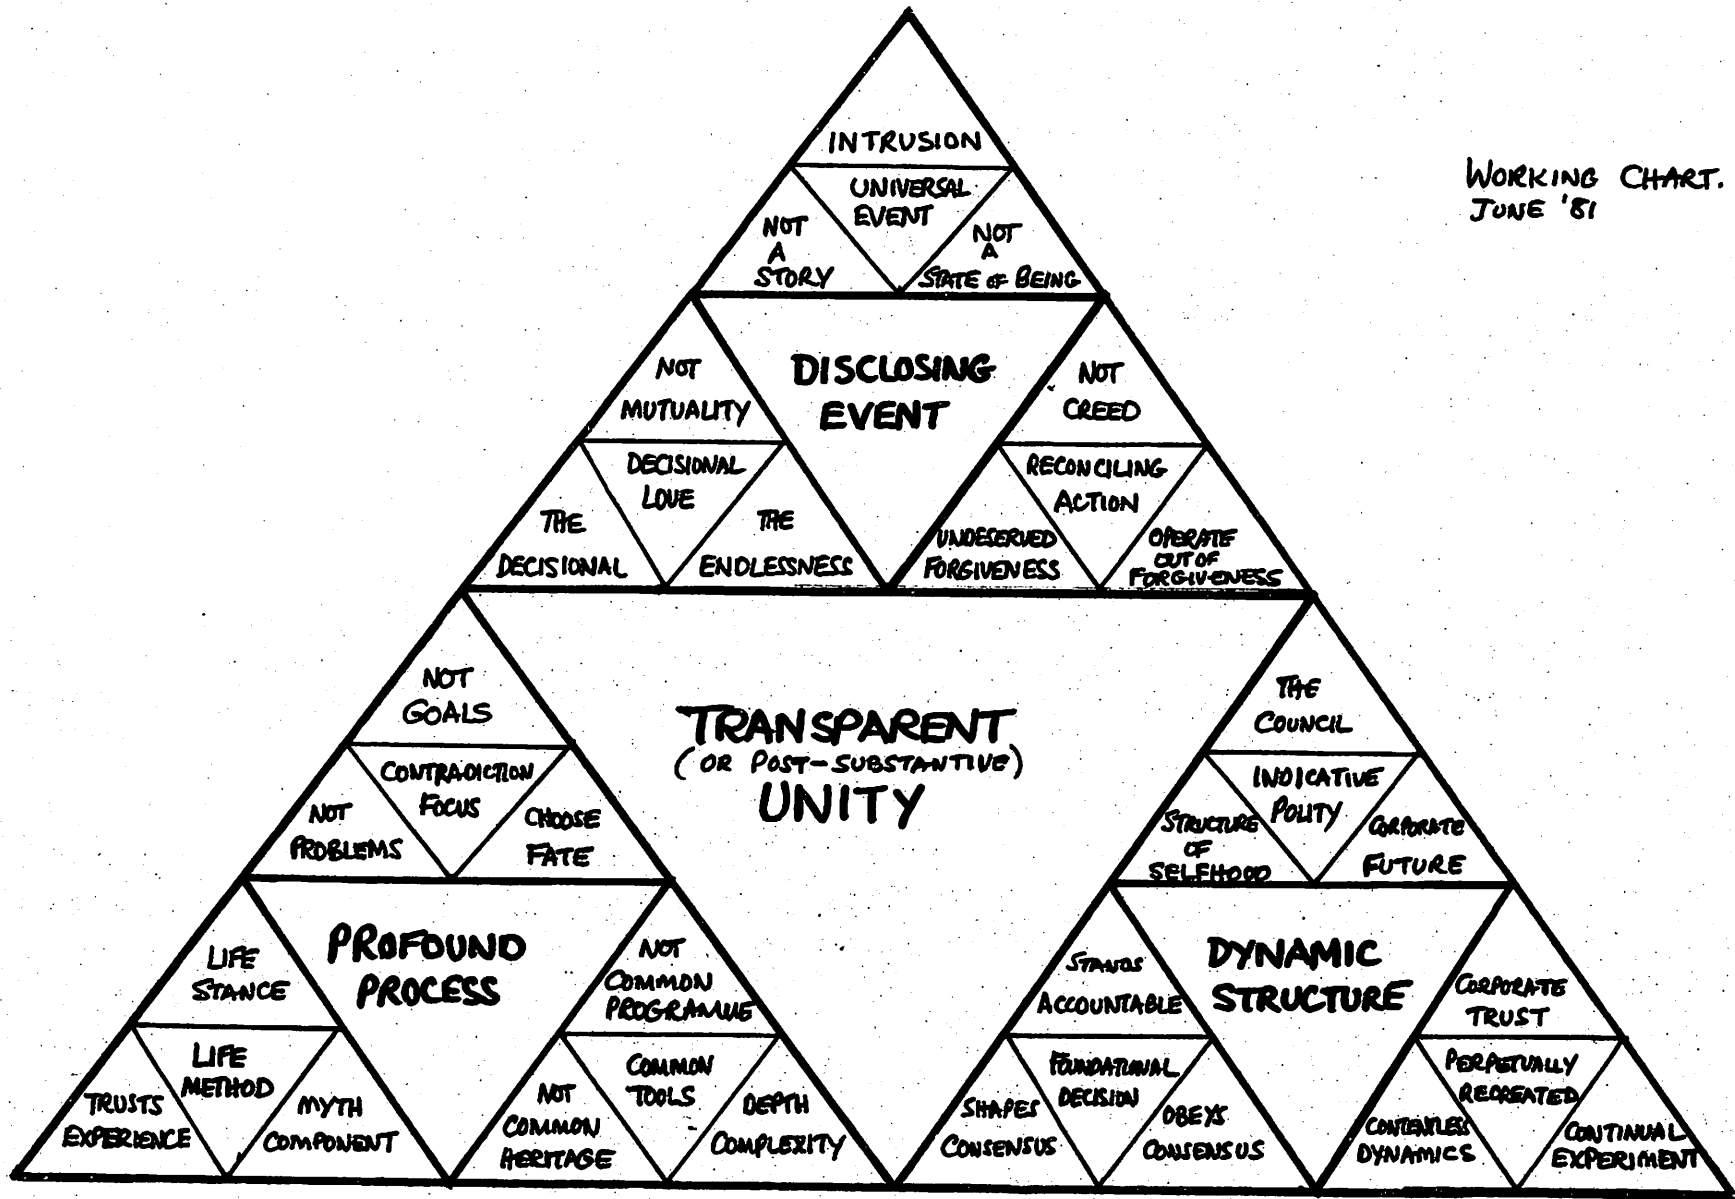 INTRUSION
WORKING CHART.
JUNE '81
UNIVERSAL
EVENT
NOT
A
STORY
NOT
A
STATE OF BEING
DISCLOSING
EVENT
NOT
MUTUALITY
DECISIONAL
LOVE
THE
DECISIONAL
THE
ENDLESSNESS
NOT
CREED
RECONCILING
ACTION
UNDESERVED
FORGIVENESS
OPERATE
OUT OF
FORGIVENESS
TRANSPARENT
(OR POST-SUBSTANTIVE)
UNITY
NOT
GOALS
CONTRADICTION
FOCUS
NOT
PROBLEMS
CHOOSE
FATE
THE
COUNCIL
INDICATIVE
POLITY
STRUCTURE
OF
SELFHOOD
CORPORATE
FUTURE
PROFOUND
PROCESS
LIFE
STANCE
LIFE
METHOD
TRUSTS
EXPERIENCE
MYTH
COMPONENT
NOT
COMMON
PROGRAMME
COMMON
TOOLS
NOT
COMMON
HERITAGE
DEPTH
COMPLEXITY
DYNAMIC
STRUCTURE
STANDS
ACCOUNTABLE
FOUNDATIONAL
DECISION
SHAPES
CONSENSUS
OBEYS
CONSENSUS
CORPORATE
TRUST
PERPETUALLY
RECREATED
CONTENTLESS
DYNAMICS
CONTINUAL
EXPERIMENT